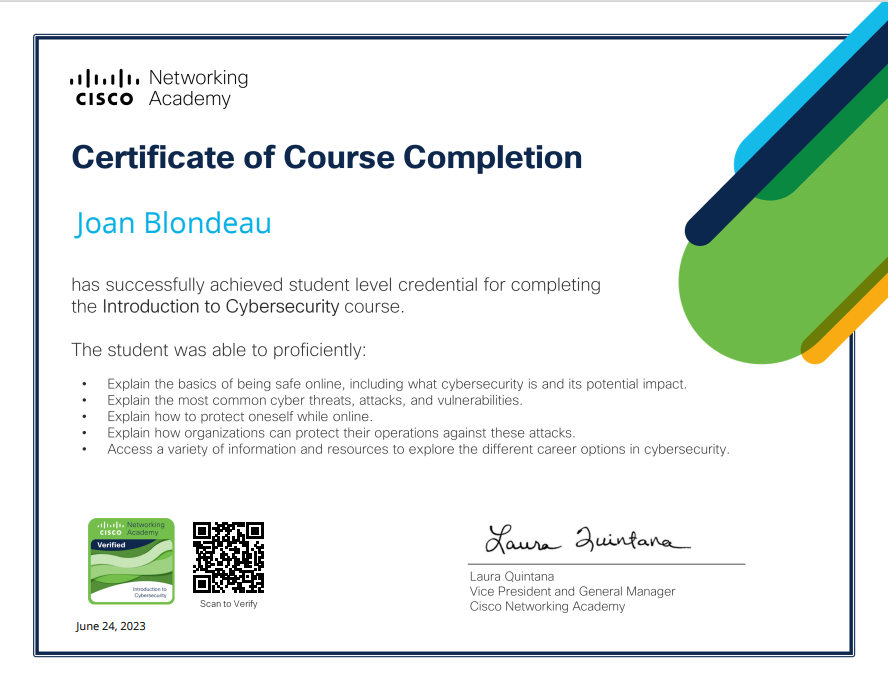 CISCO
Networking
Academy
Certificate of Course Completion
Joan Blondeau
has successfully achieved student level credential for completing
the Introduction to Cybersecurity course.
The student was able to proficiently:
• Explain the basics of being safe online, including what cybersecurity is and its potential impact.
• Explain the most common cyber threats, attacks, and vulnerabilities.
• Explain how to protect oneself while online.
• Explain how organizations can protect their operations against these attacks.
• Access a variety of information and resources to explore the different career options in cybersecurity.
CISCO
Networking
Academy
Verified
Introduction to
Cybersecurity
Scan to Verify
June 24, 2023
Laura Quintana
Laura Quintana
Vice President and General Manager
Cisco Networking Academy